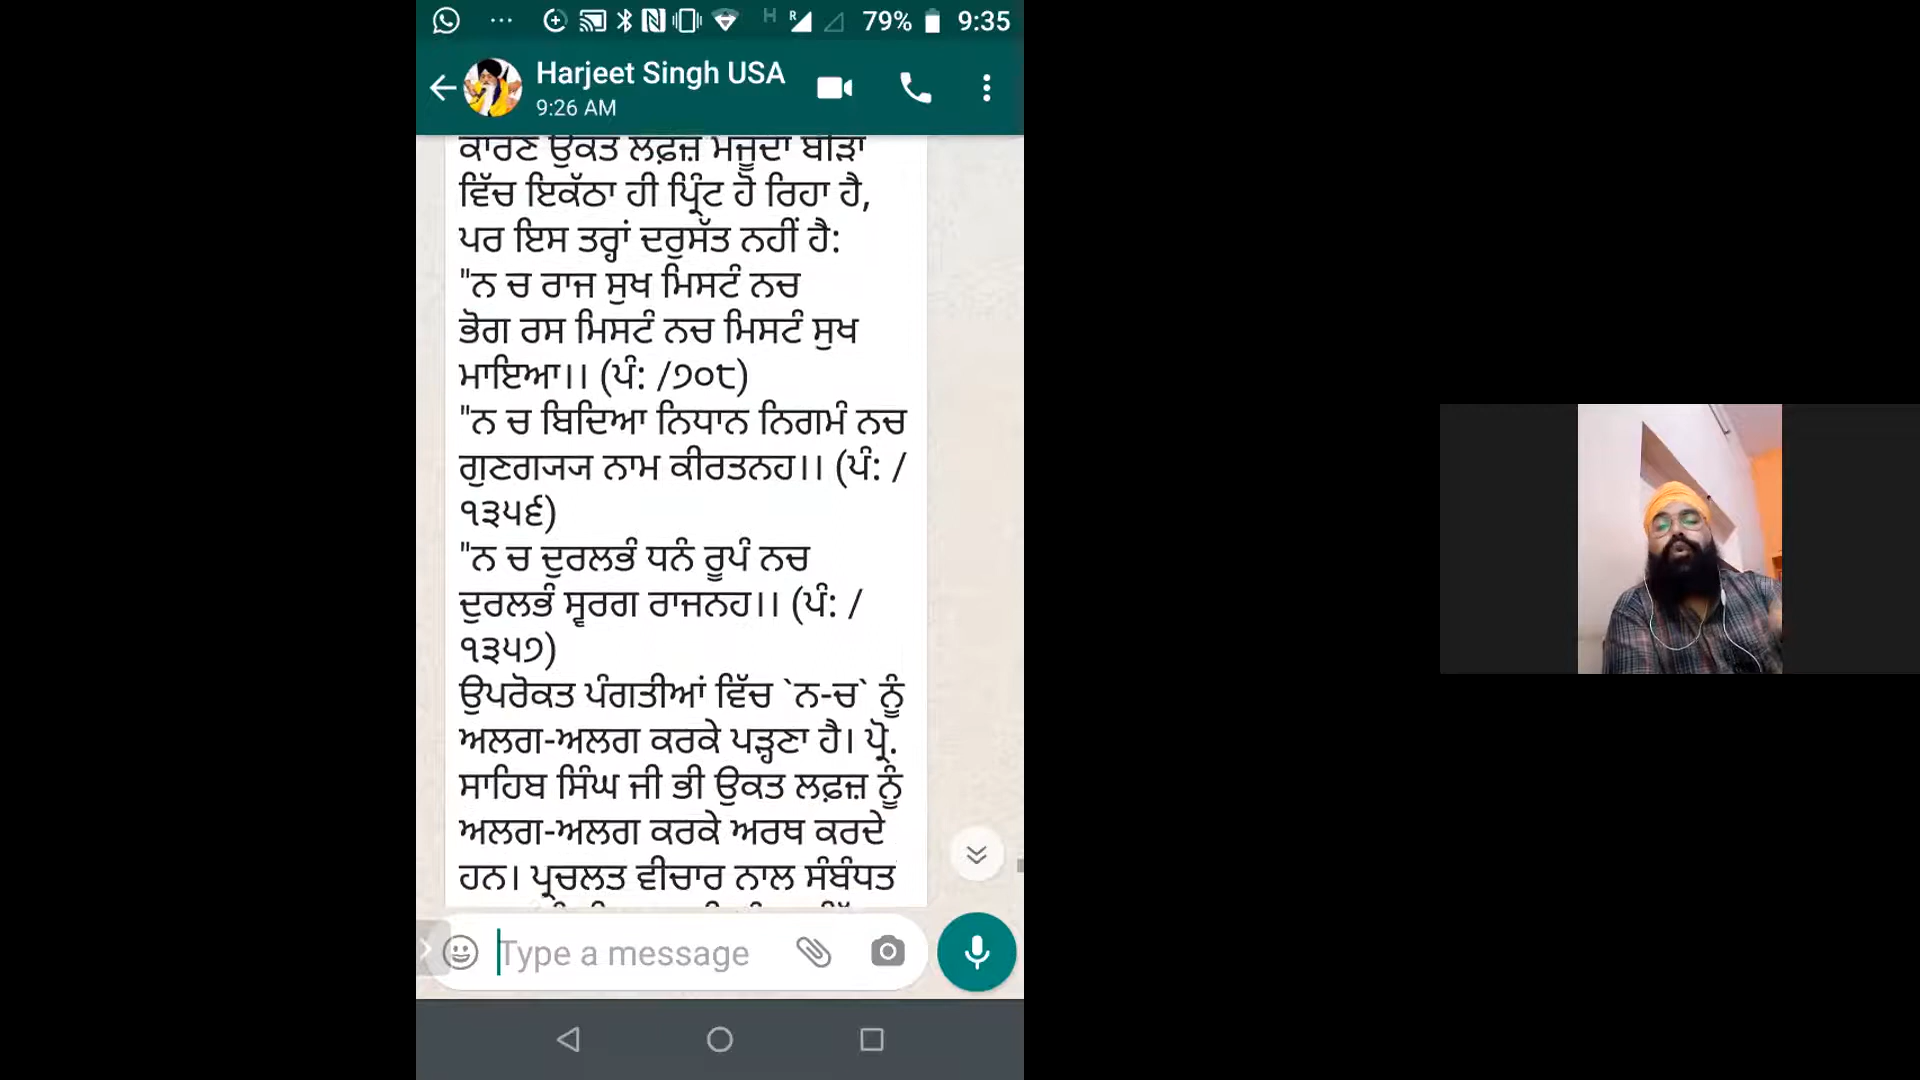 79% 9:35
Harjeet Singh USA
9:26 AM
ਕਾਰਣ ਉਕਤ ਲਫ਼ਜ਼ ਮਜੂਦਾ ਬੀੜਾਂ
ਵਿੱਚ ਇਕੱਠਾ ਹੀ ਪ੍ਰਿੰਟ ਹੋ ਰਿਹਾ ਹੈ,
ਪਰ ਇਸ ਤਰ੍ਹਾਂ ਦਰੁਸੱਤ ਨਹੀਂ ਹੈ:
"ਨ ਚ ਰਾਜ ਸੁਖ ਮਿਸਟੰ ਨਚ
ਭੋਗ ਰਸ ਮਿਸਟੰ ਨਚ ਮਿਸਟੰ ਸੁਖ
ਮਾਇਆ।। (ਪੰ: /੭੦੮)
"ਨ ਚ ਬਿਦਿਆ ਨਿਧਾਨ ਨਿਗਮੰ ਨਚ
ਗੁਣਗ੍ਯ੍ਯ ਨਾਮ ਕੀਰਤਨਹ।। (ਪੰ: /
੧੩੫੬)
"ਨ ਚ ਦੁਰਲਭੰ ਧਨੰ ਰੂਪੰ ਨਚ
ਦੁਰਲਭੰ ਸ੍ਵਰਗ ਰਾਜਨਹ।। (ਪੰ: /
੧੩੫੭)
ਉਪਰੋਕਤ ਪੰਗਤੀਆਂ ਵਿੱਚ `ਨ-ਚ` ਨੂੰ
ਅਲਗ-ਅਲਗ ਕਰਕੇ ਪੜ੍ਹਣਾ ਹੈ। ਪ੍ਰੋ.
ਸਾਹਿਬ ਸਿੰਘ ਜੀ ਭੀ ਉਕਤ ਲਫ਼ਜ਼ ਨੂੰ
ਅਲਗ-ਅਲਗ ਕਰਕੇ ਅਰਥ ਕਰਦੇ
ਹਨ। ਪ੍ਰਚਲਤ ਵੀਚਾਰ ਨਾਲ ਸੰਬੰਧਤ
Type a message